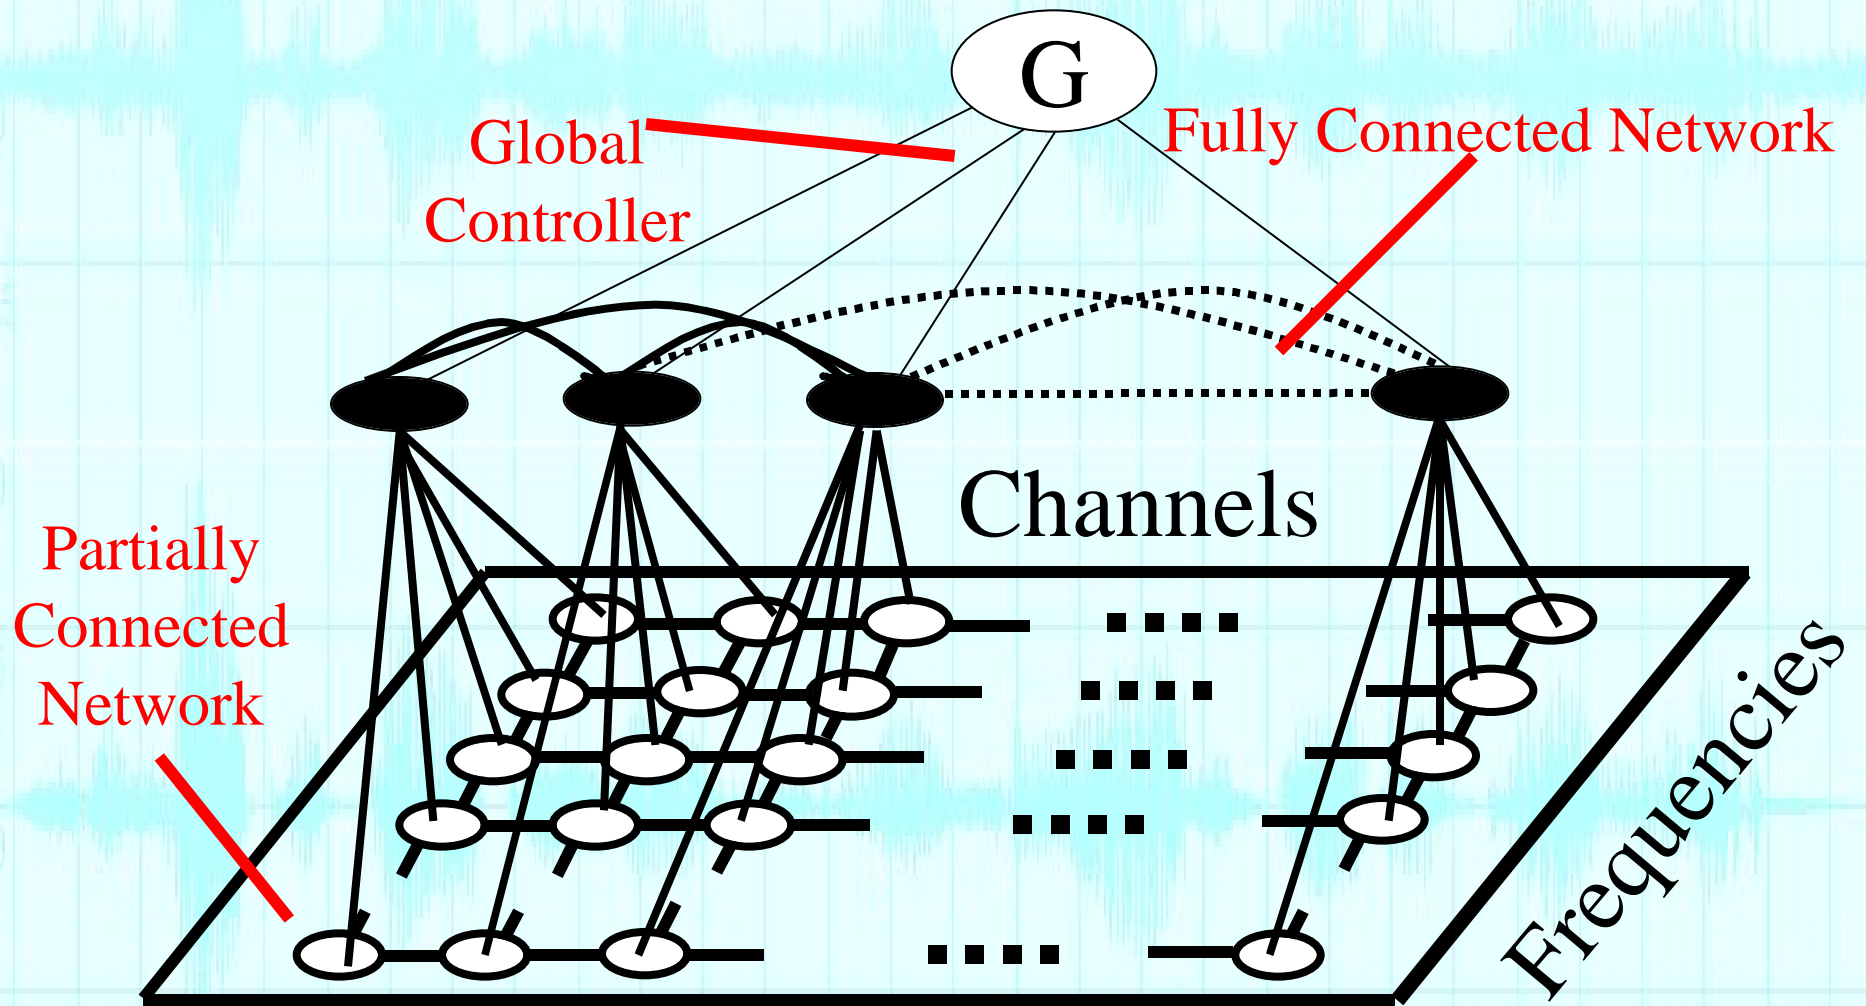 G
Global
Controller
Fully Connected Network
Channels
Partially
Connected
Network
Frequencies